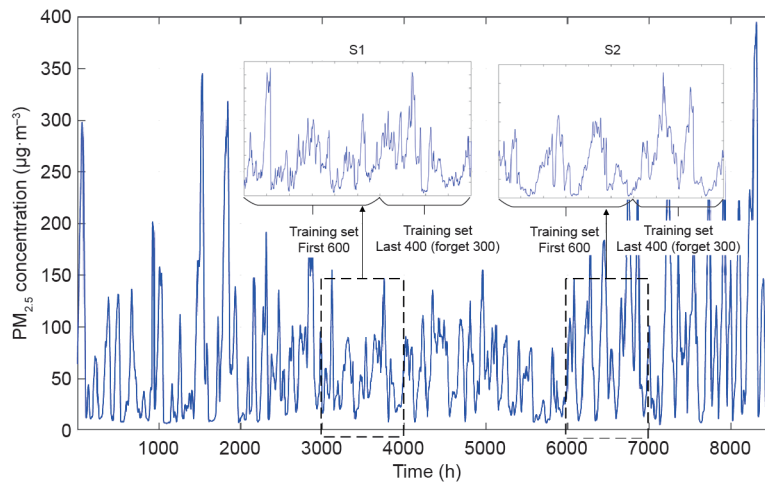 S1
S2
400
350
300
250
200
150
100
50
0
PM2.5 concentration (μg·m−3)
Training set
First 600
Training set
Last 400 (forget 300)
Training set
First 600
Training set
Last 400 (forget 300)
1000
2000
3000
4000
5000
6000
7000
8000
Time (h)